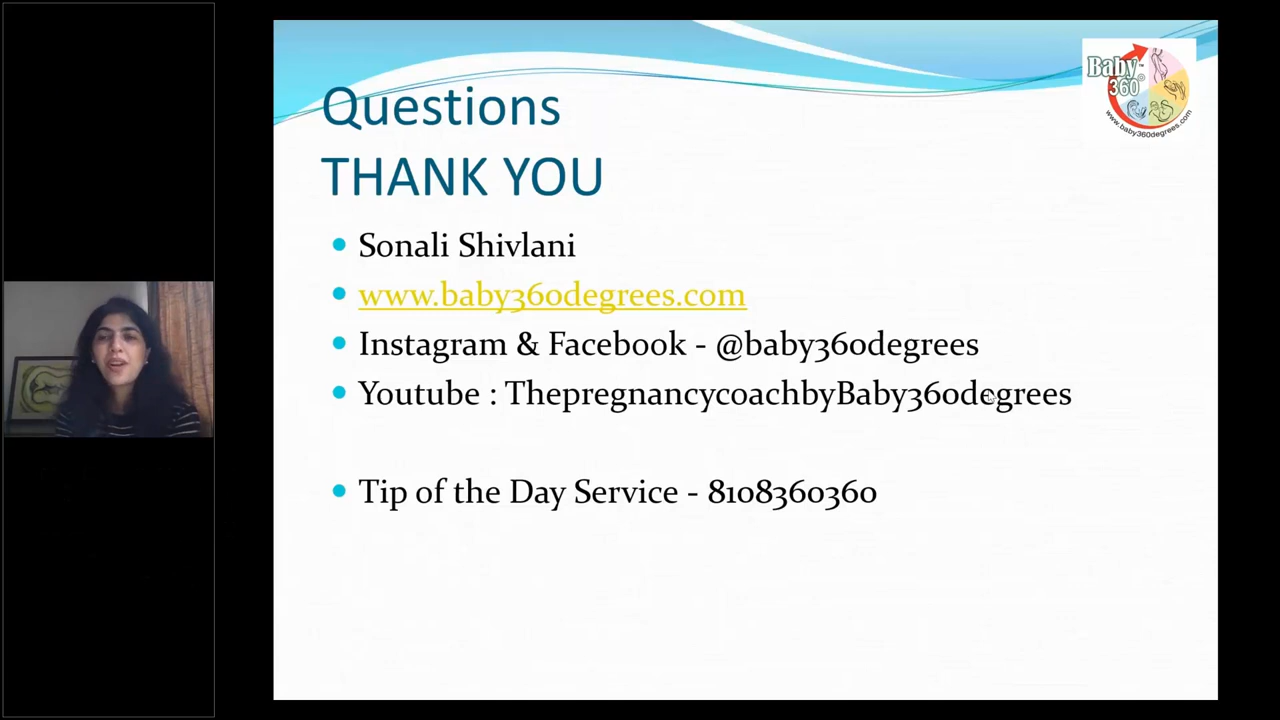 Baby
360°
www.baby360degrees.com
Questions
THANK YOU
Sonali Shivlani
www.baby360degrees.com
Instagram & Facebook - @baby360degrees
Youtube : ThepregnancycoachbyBaby360degrees
Tip of the Day Service - 8108360360